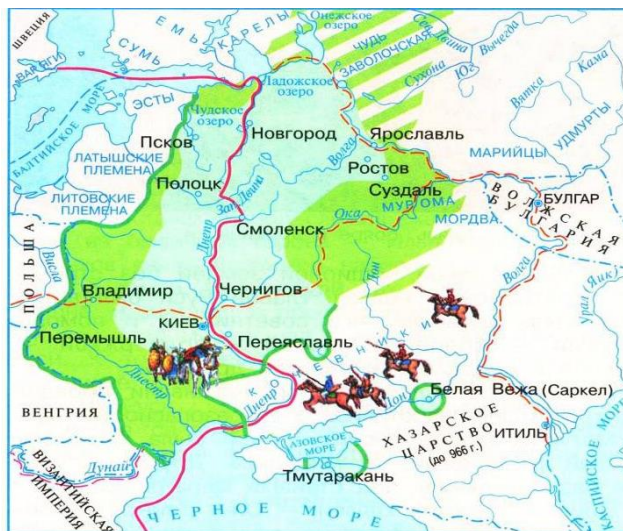 ШВЕЦИЯ
ВАРЯГИ
СУМЬ
ЕМЬ
КАРЕЛЫ
Онежское озеро
Сев. Двина
Вычегда
ЧУДЬ ЗАВОЛОЧСКАЯ
Сухона
Юг
Кама
Вятка
Ладожское озеро
БАЛТИЙСКОЕ МОРЕ
ЭСТЫ
Чудское озеро
Псков
Новгород
Волга
Ярославль
УДМУРТЫ
МАРИЙЦЫ
ЛАТЫШСКИЕ ПЛЕМЕНА
Полоцк
Ростов
Суздаль
БУЛГАР
ВОЛЖСКАЯ БУЛГАРИЯ
МУРОМА
МОРДВА
ЛИТОВСКИЕ ПЛЕМЕНА
Зап. Двина
Днепр
Смоленск
Ока
Дон
Волга
Урал (Яик)
ПОЛЬША
Висла
Владимир
Чернигов
КИЕВ
Переяславль
КОЧЕВНИКИ
Перемышль
Днестр
Днепр
Дон
Белая Вежа (Саркел)
ХАЗАРСКОЕ ЦАРСТВО
(до 966 г.)
ИТИЛЬ
ВЕНГРИЯ
Дунай
АЗОВСКОЕ МОРЕ
Тмутаракань
ВИЗАНТИЙСКАЯ ИМПЕРИЯ
ЧЕРНОЕ МОРЕ
КАСПИЙСКОЕ МОРЕ